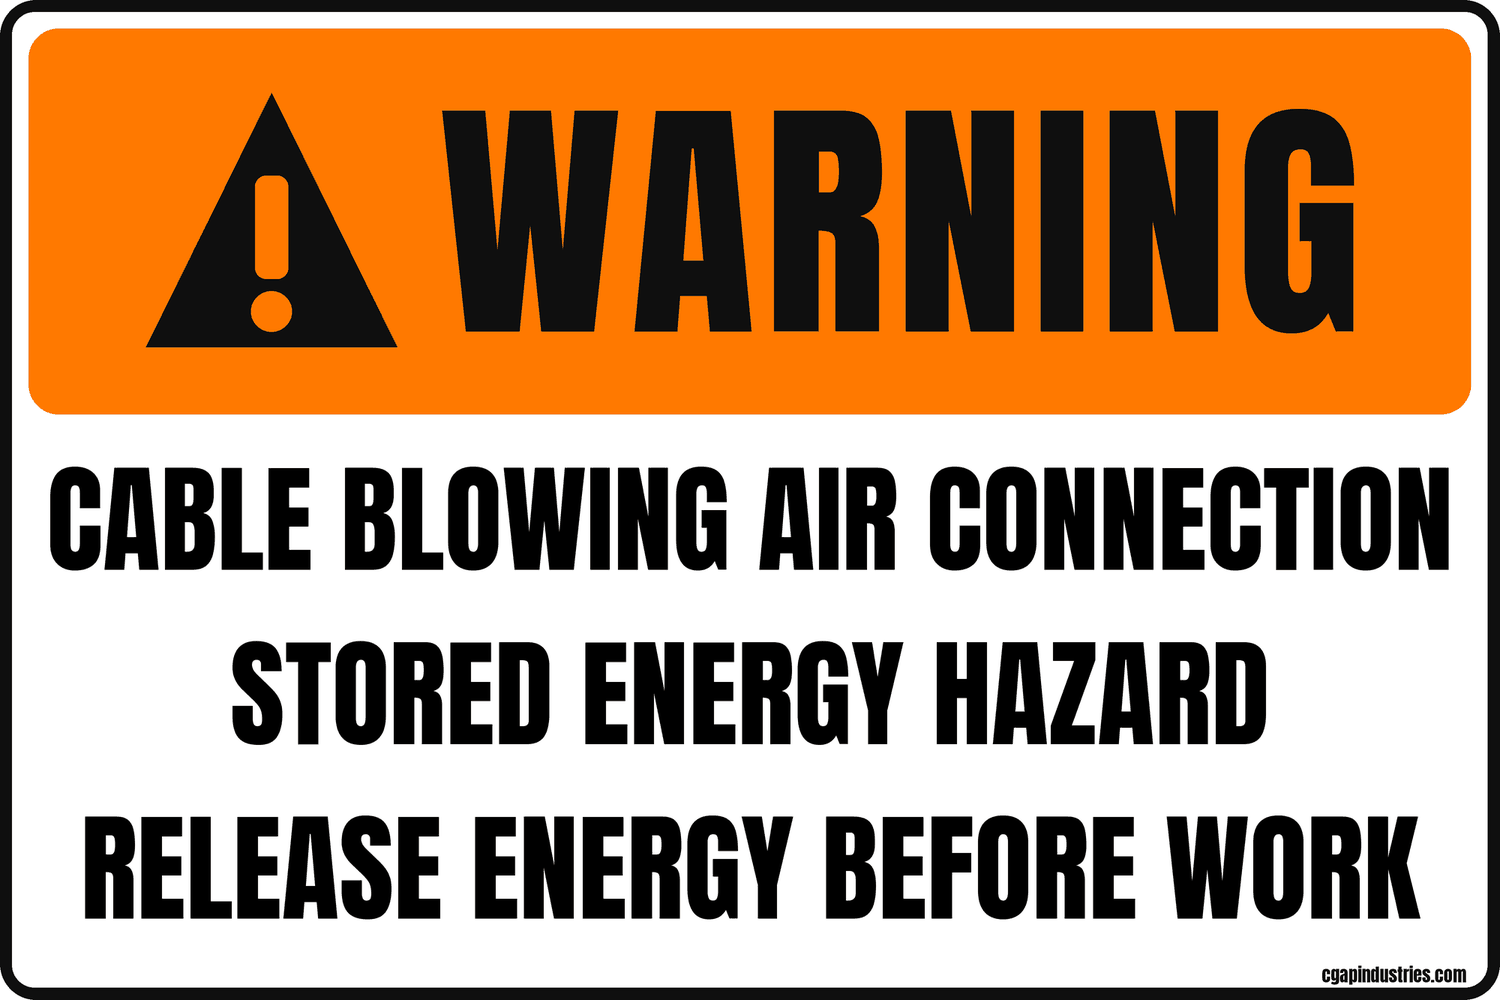 WARNING
CABLE BLOWING AIR CONNECTION
STORED ENERGY HAZARD
RELEASE ENERGY BEFORE WORK
cgapindustries.com